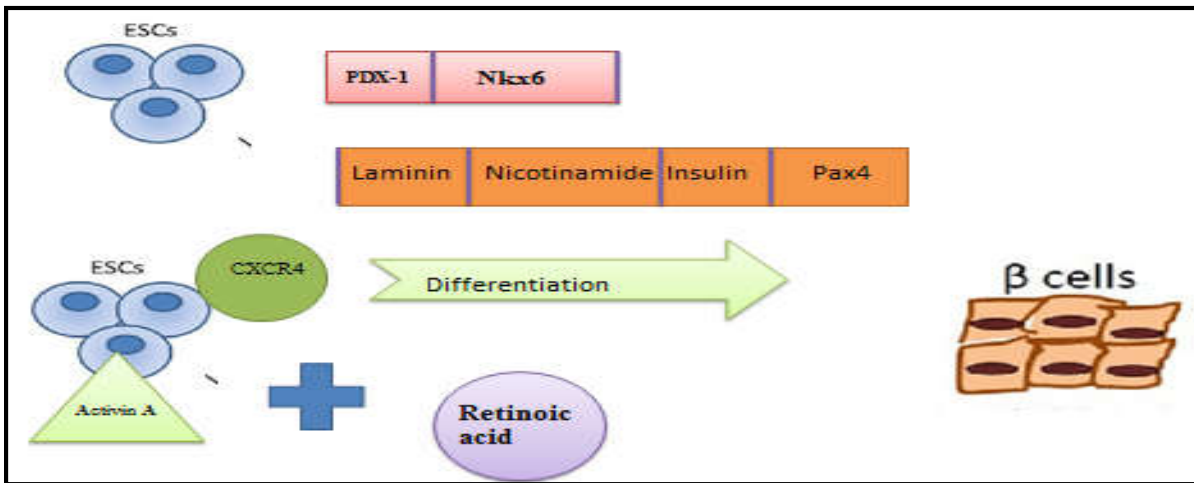 ESCs
PDX-1 Nkx6
Laminin Nicotinamide Insulin Pax4
ESCs
CXCR4
Differentiation
β cells
Activin A
Retinoic
acid